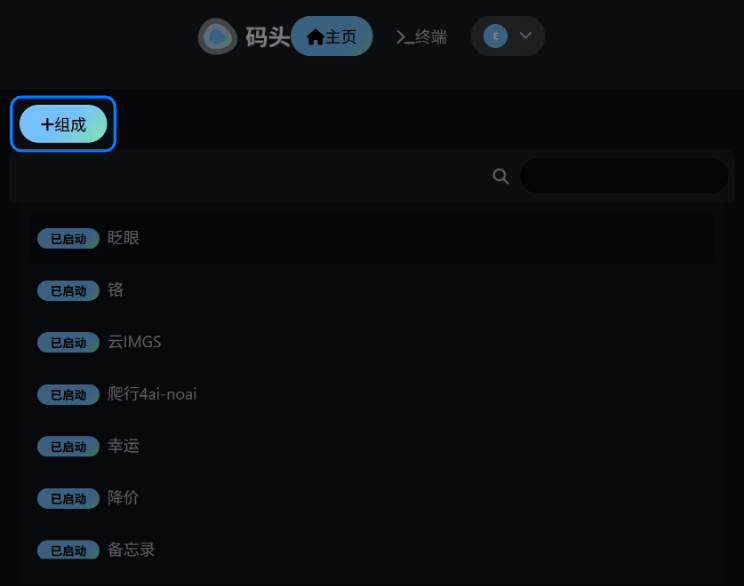 码头 主页 终端 E
组成
已启动 眨眼
已启动 铬
已启动 云IMGS
已启动 爬行4ai-noai
已启动 幸运
已启动 降价
已启动 备忘录